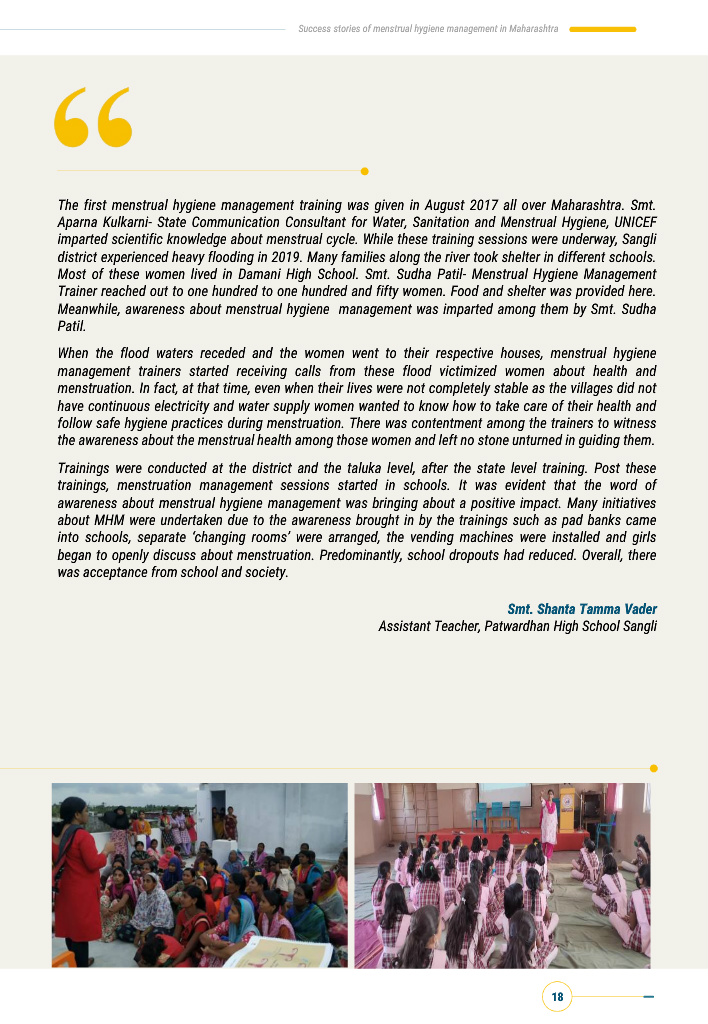 Success stories of menstrual hygiene management in Maharashtra
“
The first menstrual hygiene management training was given in August 2017 all over Maharashtra. Smt.
Aparna Kulkarni- State Communication Consultant for Water, Sanitation and Menstrual Hygiene, UNICEF
imparted scientific knowledge about menstrual cycle. While these training sessions were underway, Sangli
district experienced heavy flooding in 2019. Many families along the river took shelter in different schools.
Most of these women lived in Damani High School. Smt. Sudha Patil- Menstrual Hygiene Management
Trainer reached out to one hundred to one hundred and fifty women. Food and shelter was provided here.
Meanwhile, awareness about menstrual hygiene management was imparted among them by Smt. Sudha
Patil.
When the flood waters receded and the women went to their respective houses, menstrual hygiene
management trainers started receiving calls from these flood victimized women about health and
menstruation. In fact, at that time, even when their lives were not completely stable as the villages did not
have continuous electricity and water supply women wanted to know how to take care of their health and
follow safe hygiene practices during menstruation. There was contentment among the trainers to witness
the awareness about the menstrual health among those women and left no stone unturned in guiding them.
Trainings were conducted at the district and the taluka level, after the state level training. Post these
trainings, menstruation management sessions started in schools. It was evident that the word of
awareness about menstrual hygiene management was bringing about a positive impact. Many initiatives
about MHM were undertaken due to the awareness brought in by the trainings such as pad banks came
into schools, separate ‘changing rooms’ were arranged, the vending machines were installed and girls
began to openly discuss about menstruation. Predominantly, school dropouts had reduced. Overall, there
was acceptance from school and society.
Smt. Shanta Tamma Vader
Assistant Teacher, Patwardhan High School Sangli
18